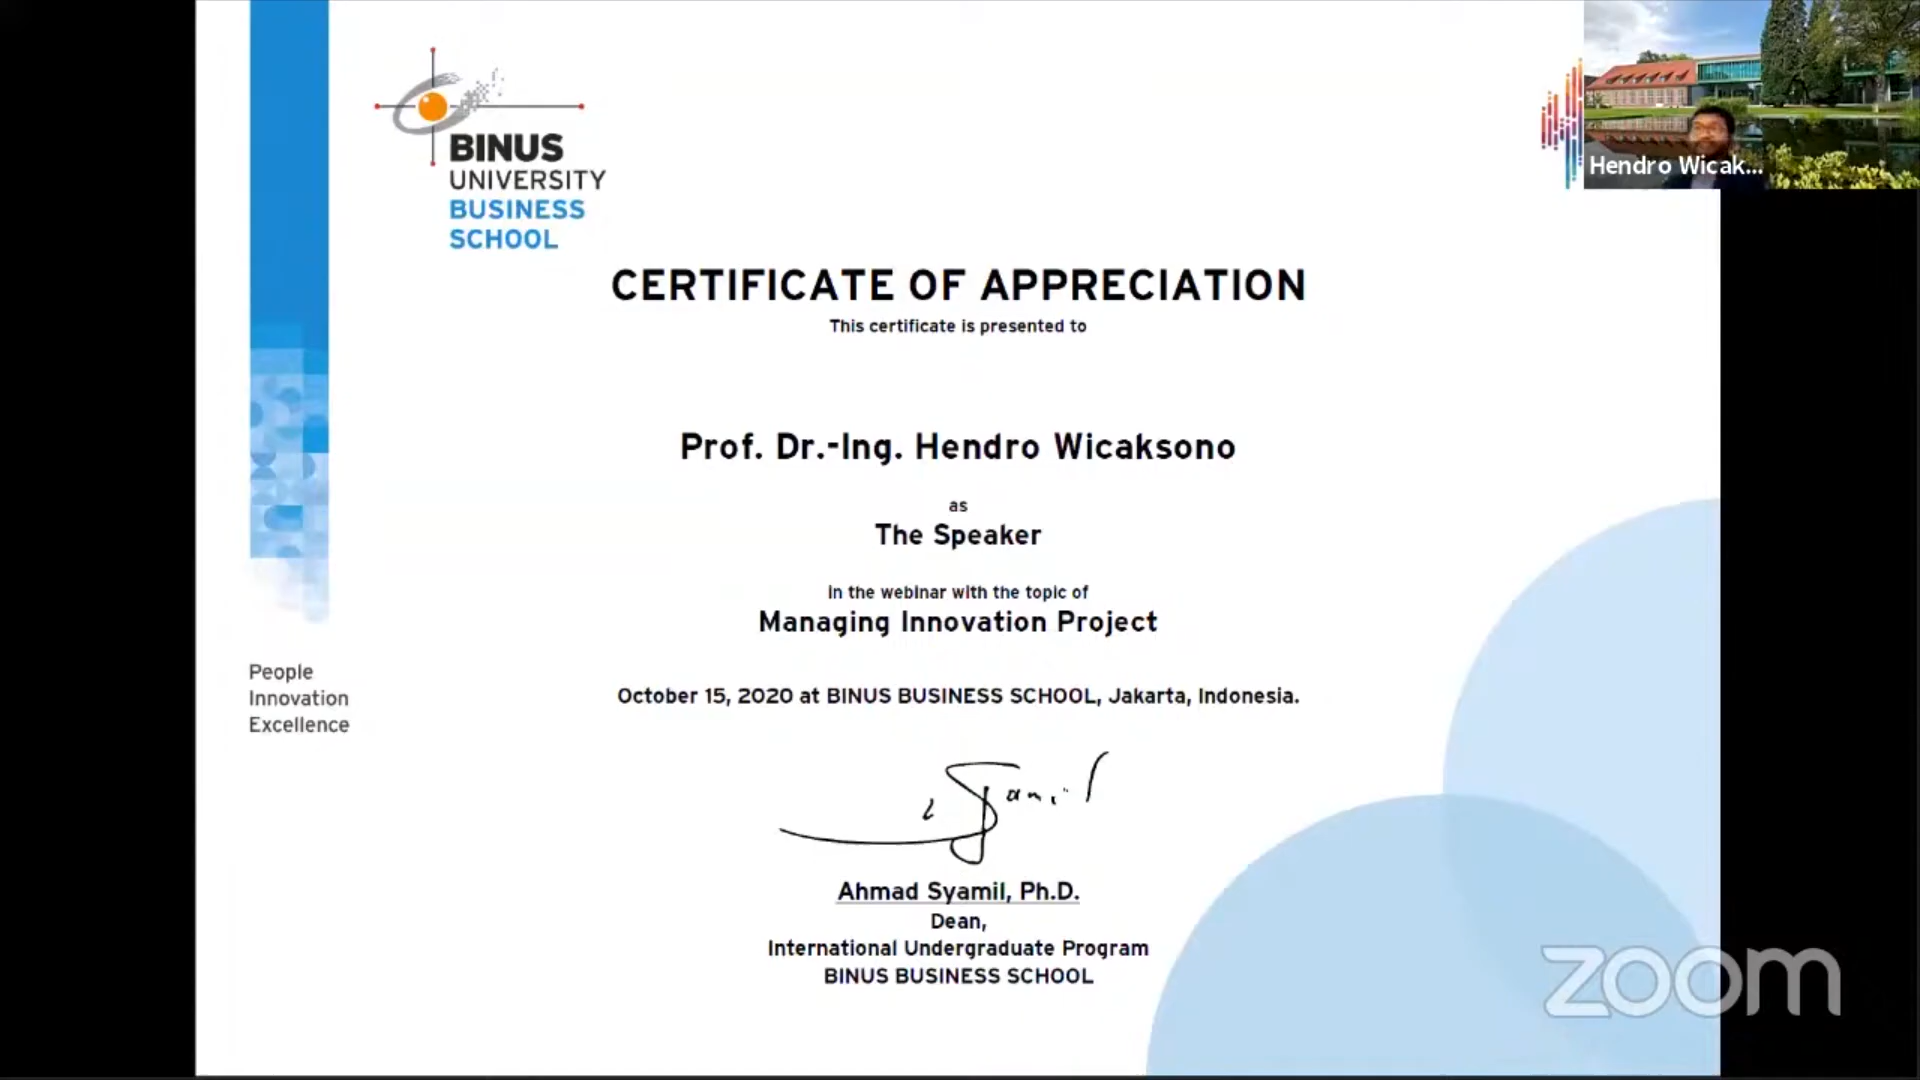 BINUS
UNIVERSITY
BUSINESS
SCHOOL
Hendro Wicak...
CERTIFICATE OF APPRECIATION
This certificate is presented to
Prof. Dr.-Ing. Hendro Wicaksono
as
The Speaker
in the webinar with the topic of
Managing Innovation Project
People
Innovation
Excellence
October 15, 2020 at BINUS BUSINESS SCHOOL, Jakarta, Indonesia.
Syamil
Ahmad Syamil, Ph.D.
Dean,
International Undergraduate Program
BINUS BUSINESS SCHOOL
zoom